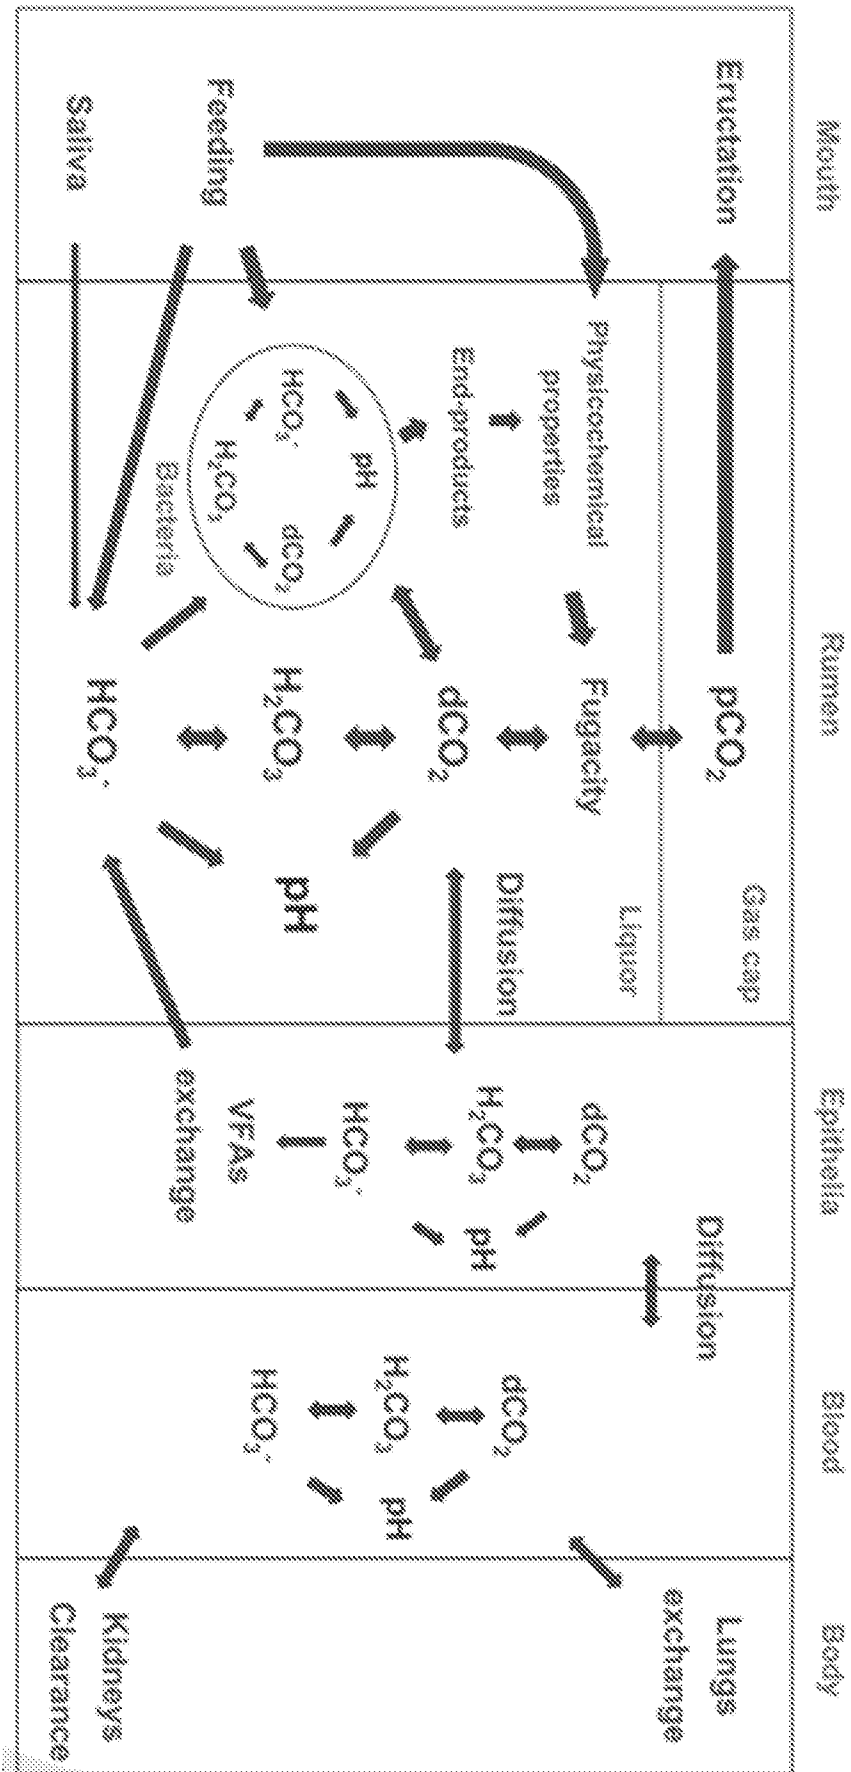 Mouth
Rumen
Epithelia
Blood
Body
Eructation
pCO₂
Gas cap
Physicochemical
properties
Fugacity
Liquor
End-products
dCO₂
Diffusion
Feeding
pH
HCO₃⁻
dCO₂
H₂CO₃
Bacteria
H₂CO₃
pH
Saliva
HCO₃⁻
dCO₂
H₂CO₃
pH
HCO₃⁻
VFAs
exchange
Diffusion
dCO₂
H₂CO₃
pH
HCO₃⁻
Lungs
exchange
Kidneys
Clearance